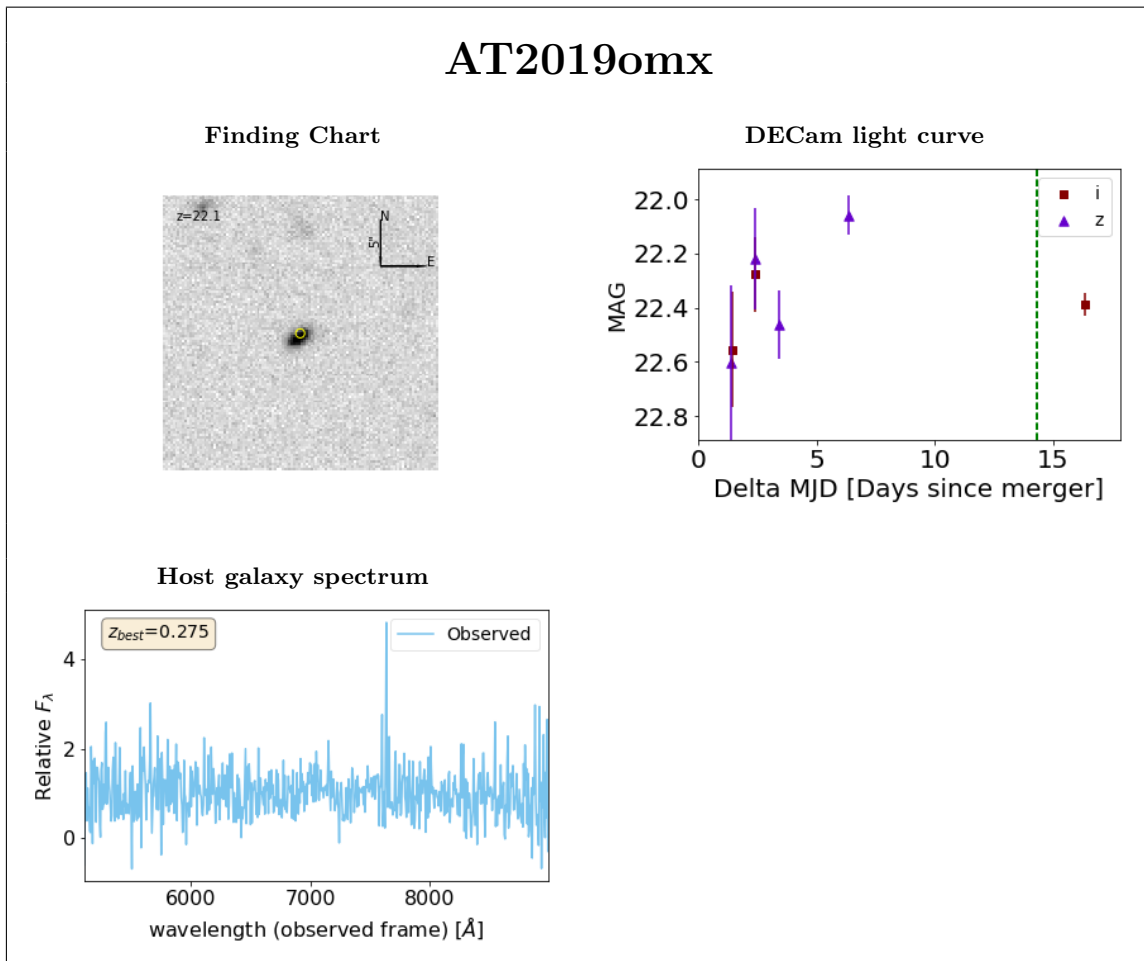 AT2019omx
Finding Chart
z=22.1
N
5"
E
DECam light curve
i
z
22.0
22.2
22.4
22.6
22.8
MAG
0
5
10
15
Delta MJD [Days since merger]
Host galaxy spectrum
z_best=0.275
Observed
4
2
0
Relative F_λ
6000
7000
8000
wavelength (observed frame) [Å]